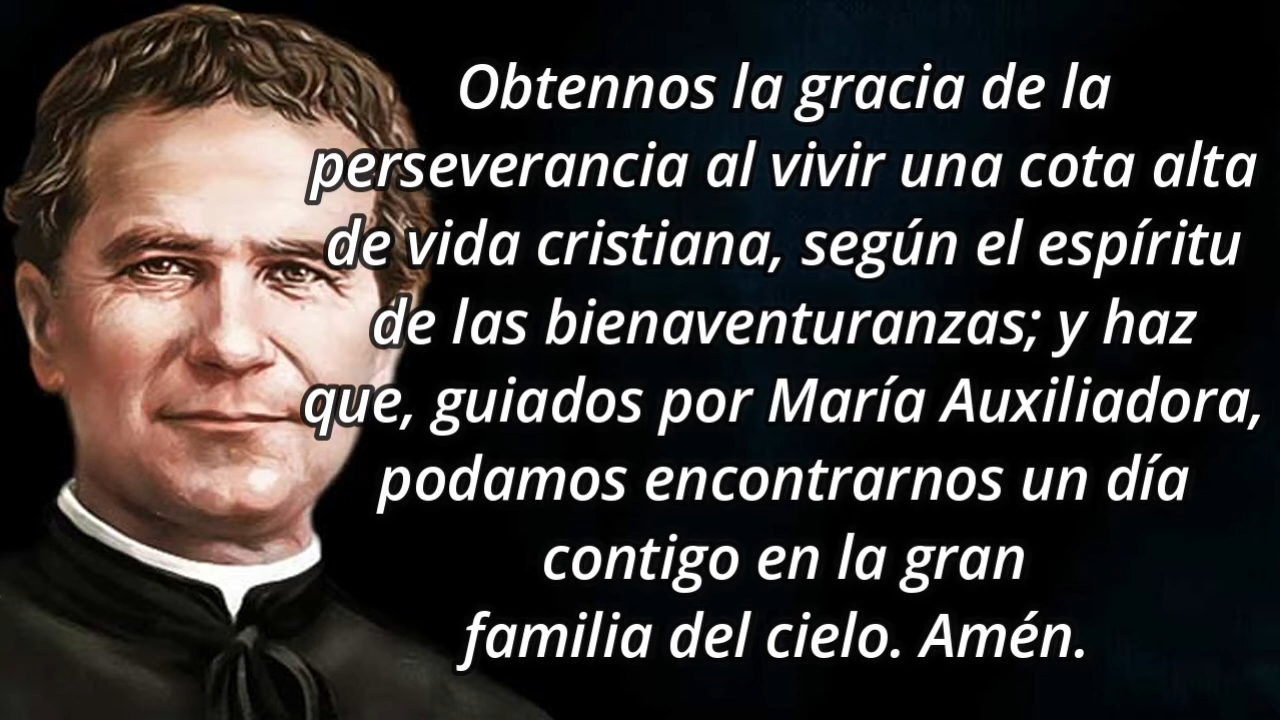 Obtennos la gracia de la
perseverancia al vivir una cota alta
de vida cristiana, según el espíritu
de las bienaventuranzas; y haz
que, guiados por María Auxiliadora,
podamos encontrarnos un día
contigo en la gran
familia del cielo. Amén.